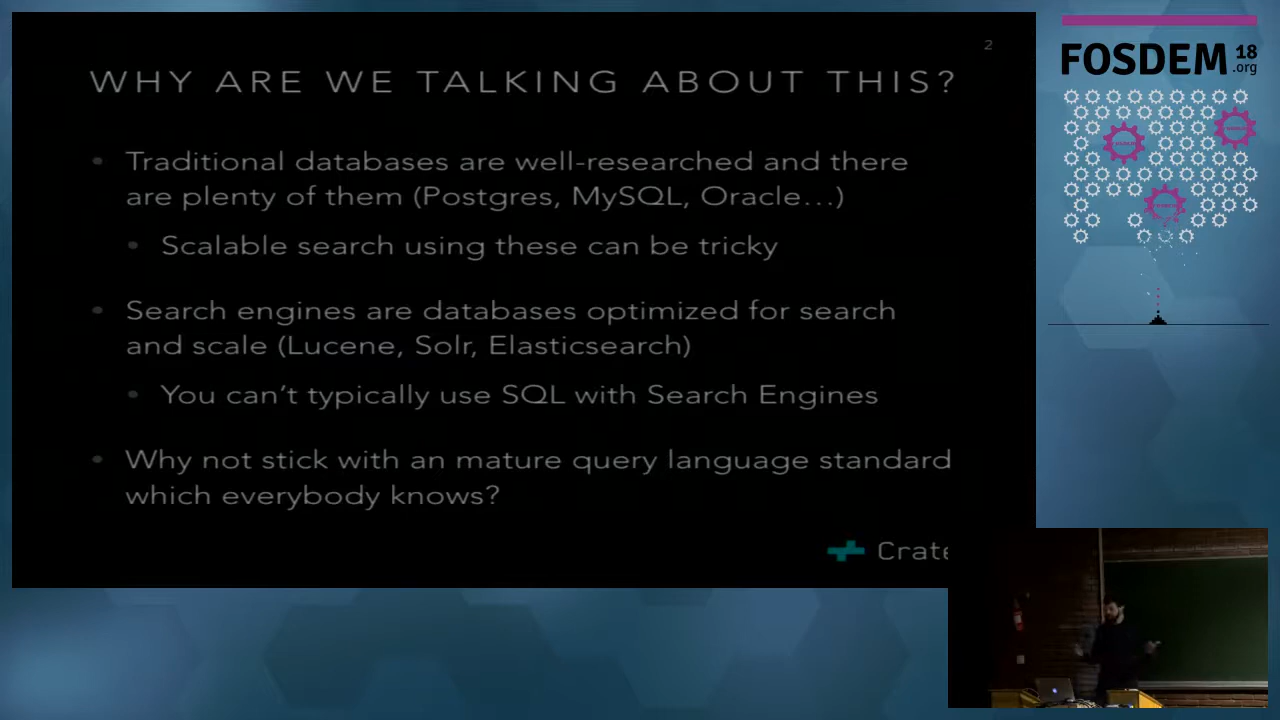 2
WHY ARE WE TALKING ABOUT THIS?
• Traditional databases are well-researched and there
are plenty of them (Postgres, MySQL, Oracle...)
• Scalable search using these can be tricky
• Search engines are databases optimized for search
and scale (Lucene, Solr, Elasticsearch)
• You can't typically use SQL with Search Engines
• Why not stick with an mature query language standard
which everybody knows?
Crate
FOSDEM 18
.org